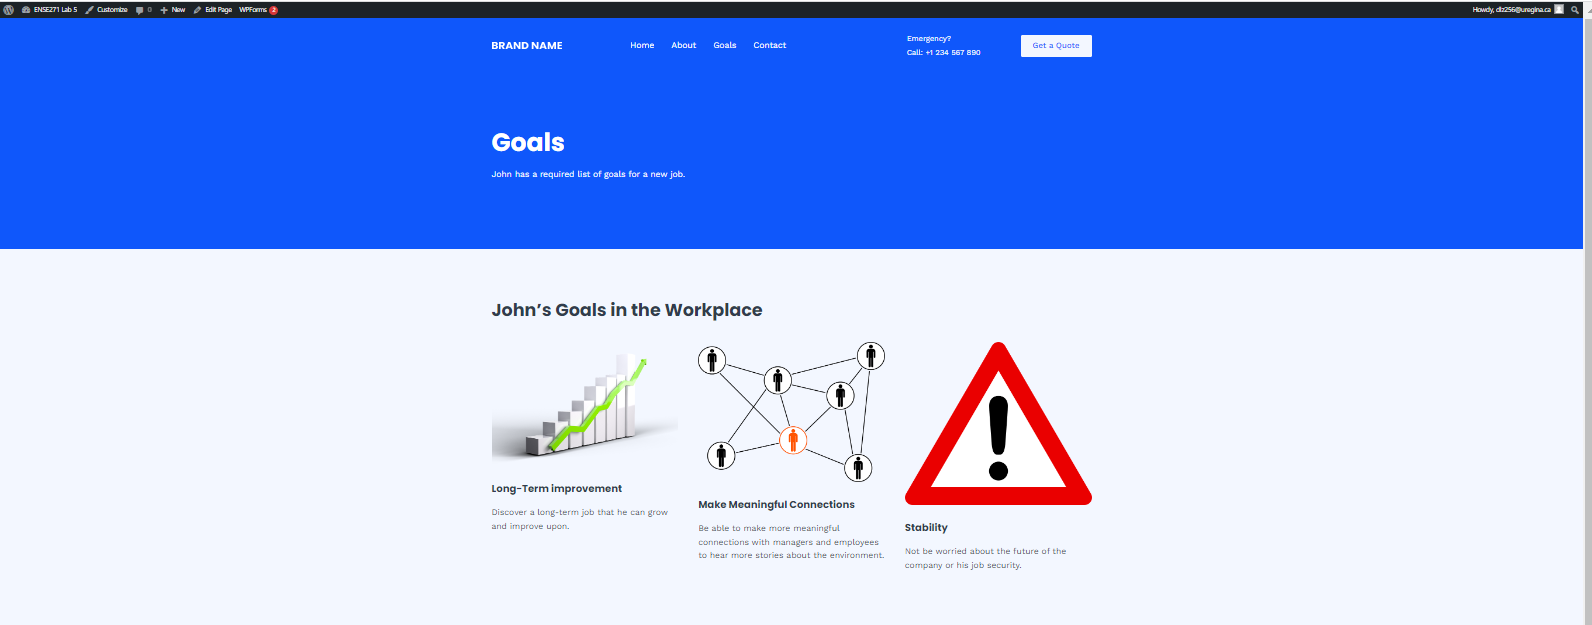 ENSE271 Lab 5 Customize 0 New Edit Page WPForms 2 Howdy, dlz256@uregina.ca
BRAND NAME Home About Goals Contact Emergency? Get a Quote
Call: +1 234 567 890
Goals
John has a required list of goals for a new job.
John's Goals in the Workplace
Long-Term improvement
Discover a long-term job that he can grow
and improve upon.
Make Meaningful Connections
Be able to make more meaningful
connections with managers and employees
to hear more stories about the environment.
Stability
Not be worried about the future of the
company or his job security.